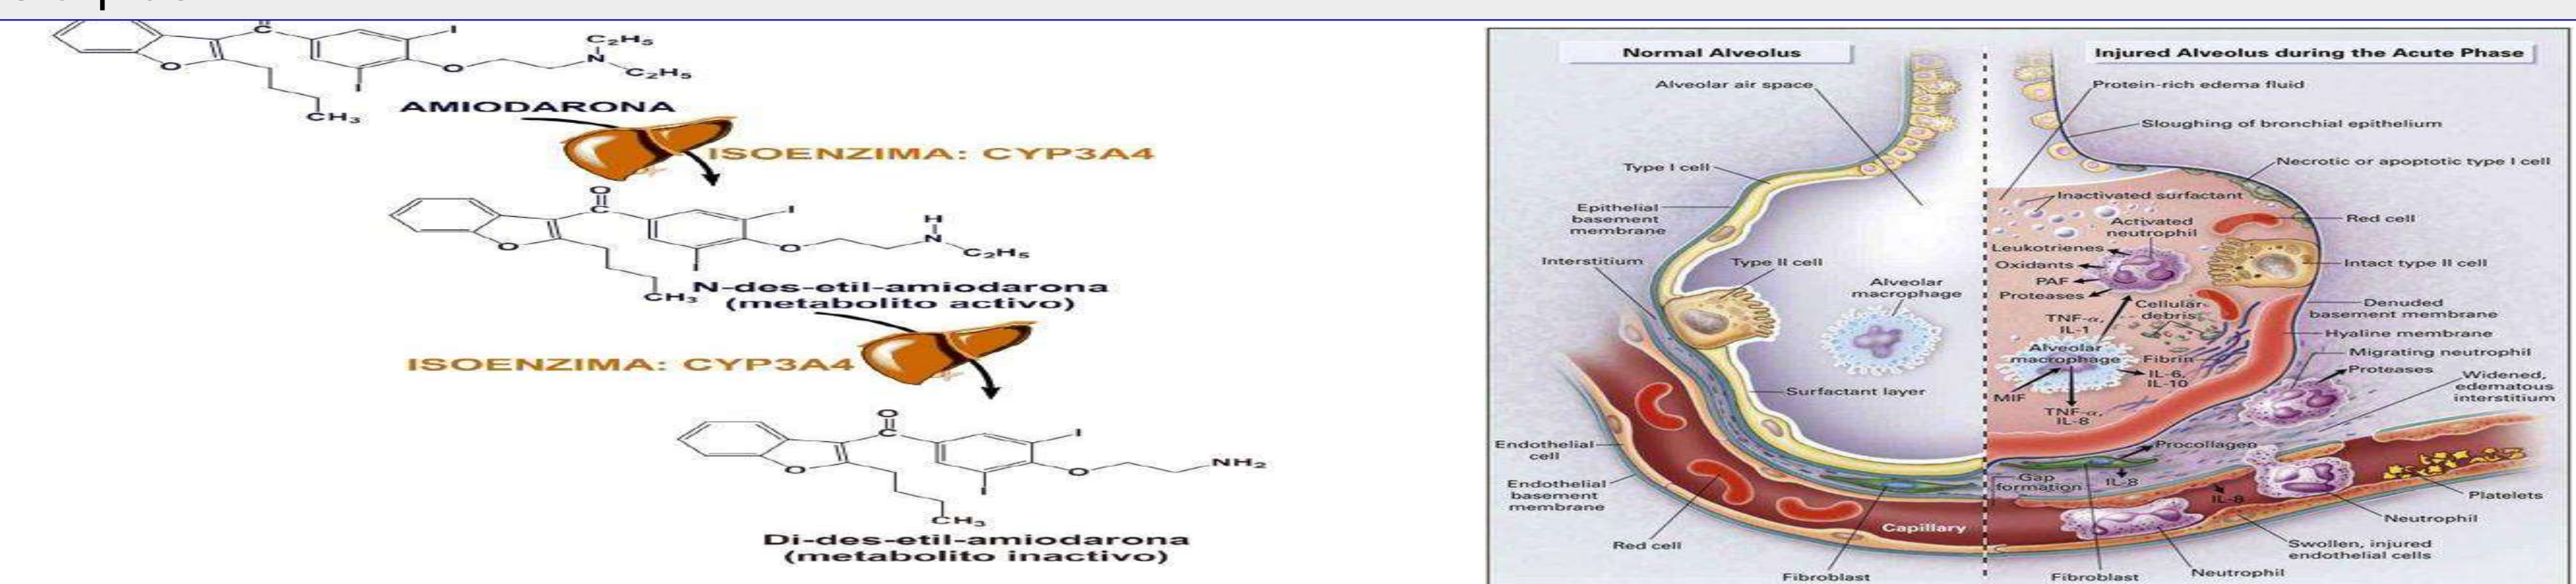 C
I
I
O
O
N
C₂H₅
C₂H₅
CH₃
AMIODARONA
ISOENZIMA: CYP3A4
O
C
I
I
O
O
H
N
C₂H₅
CH₃
N-des-etil-amiodarona
(metabolito activo)
ISOENZIMA: CYP3A4
O
C
I
I
O
O
NH₂
CH₃
Di-des-etil-amiodarona
(metabolito inactivo)
Normal Alveolus
Alveolar air space
Type I cell
Epithelial
basement
membrane
Interstitium
Type II cell
Alveolar
macrophage
Surfactant layer
Endothelial
cell
Endothelial
basement
membrane
Capillary
Red cell
Fibroblast
Injured Alveolus during the Acute Phase
Protein-rich edema fluid
Sloughing of bronchial epithelium
Necrotic or apoptotic type I cell
Inactivated surfactant
Red cell
Activated
neutrophil
Leukotrienes
Oxidants
PAF
Proteases
Intact type II cell
Cellular
debris
Denuded
basement membrane
TNF-α,
IL-1
Hyaline membrane
Alveolar
macrophage
Fibrin
Migrating neutrophil
Proteases
IL-6,
IL-10
Widened,
edematous
interstitium
MIF
TNF-α,
IL-8
Procollagen
Gap
formation
IL-8
IL-8
Platelets
Neutrophil
Swollen, injured
endothelial cells
Neutrophil
Fibroblast